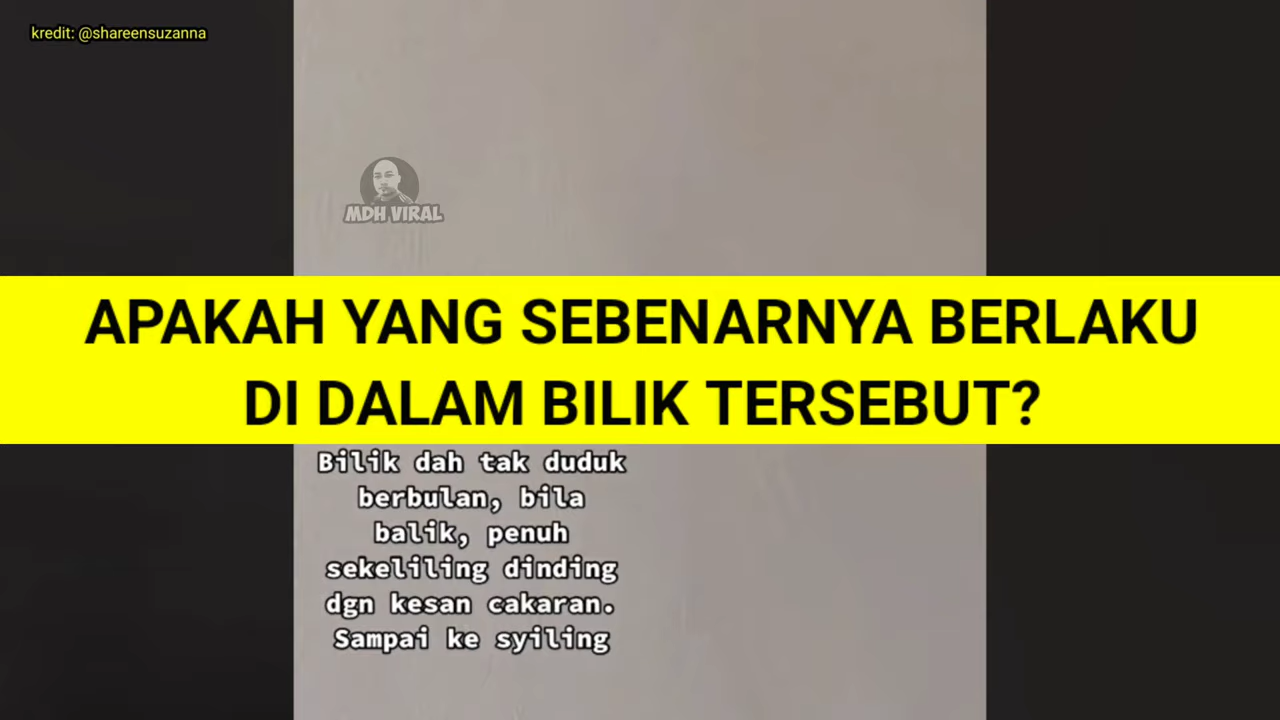 kredit: @shareensuzanna
MDH VIRAL
APAKAH YANG SEBENARNYA BERLAKU
DI DALAM BILIK TERSEBUT?
Bilik dah tak duduk
berbulan, bila
balik, penuh
sekeliling dinding
dgn kesan cakaran.
Sampai ke syiling